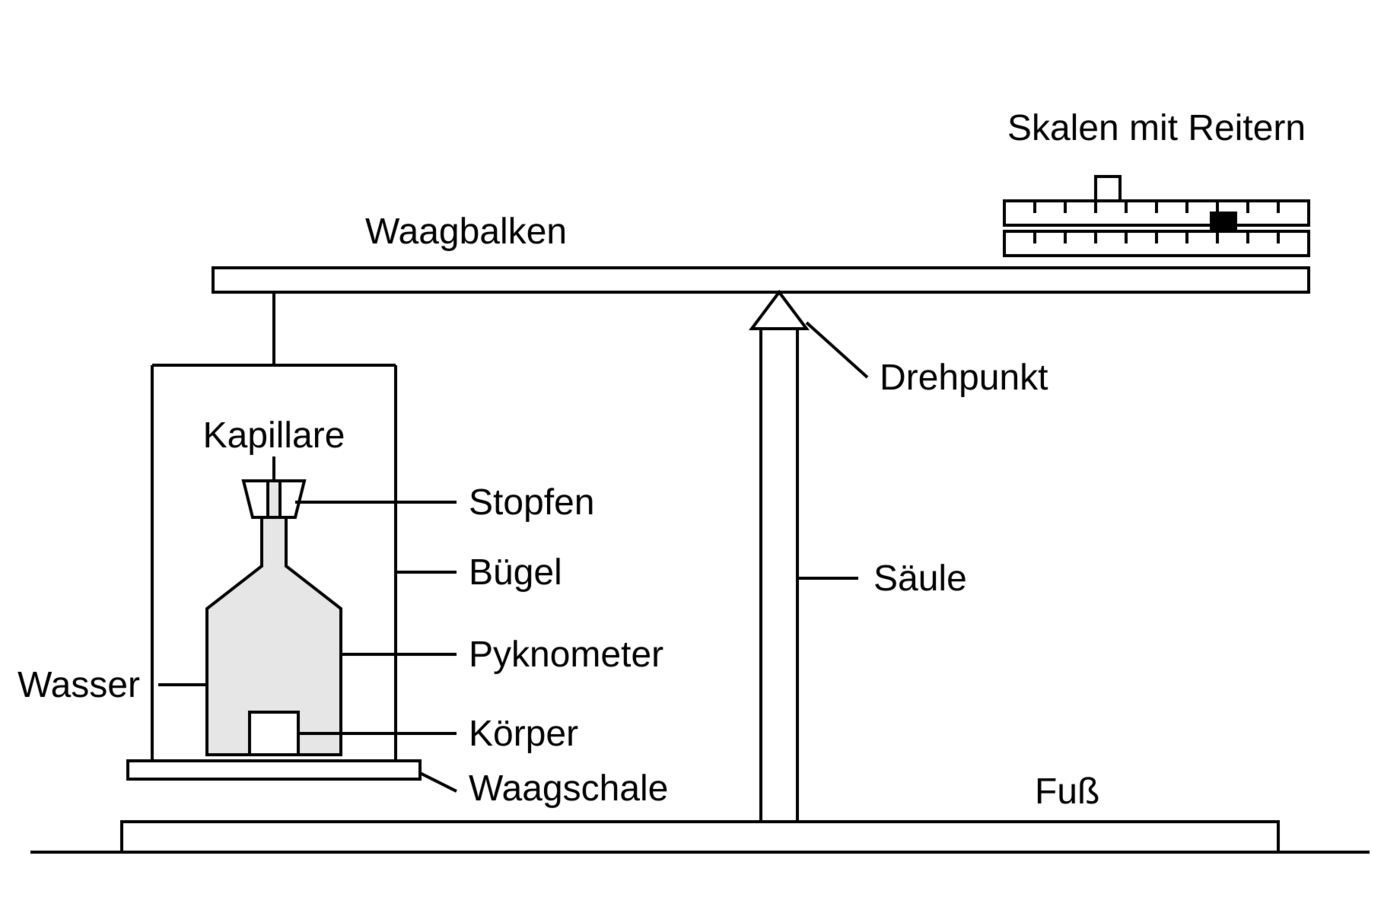 Skalen mit Reitern
Waagbalken
Drehpunkt
Kapillare
Stopfen
Bügel
Säule
Pyknometer
Wasser
Körper
Waagschale
Fuß